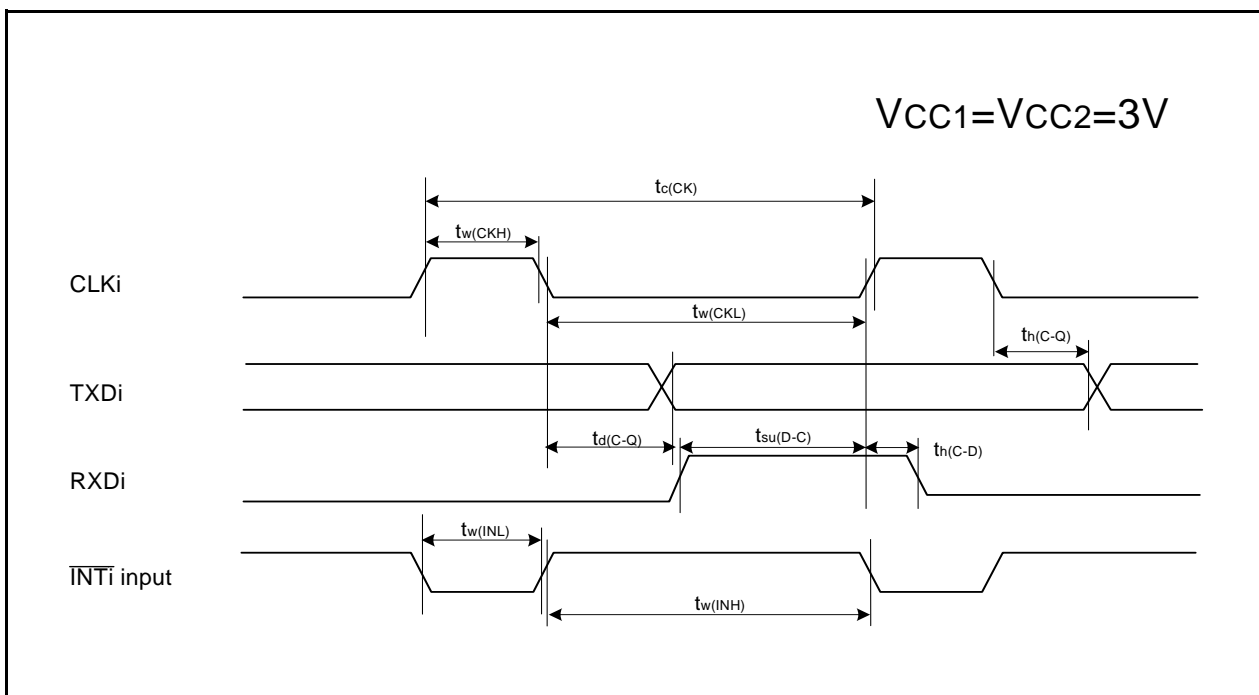 VCC1=VCC2=3V
tc(CK)
tw(CKH)
CLKi
tw(CKL)
th(C-Q)
TXDi
td(C-Q)
tsu(D-C)
th(C-D)
RXDi
tw(INL)
INTi input
tw(INH)